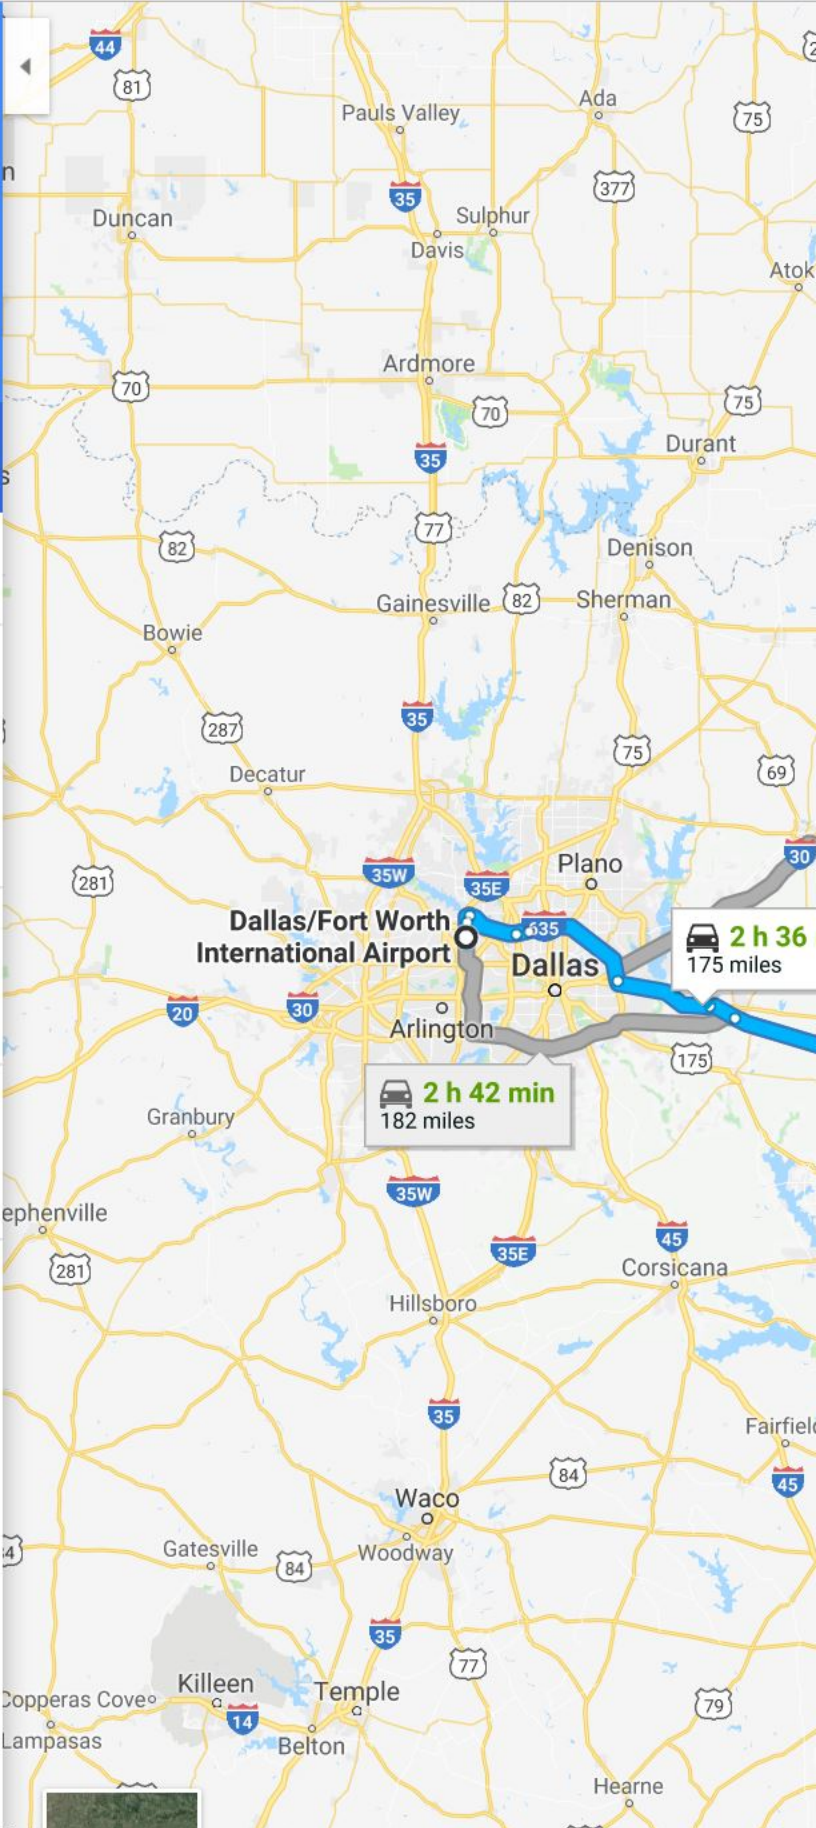 44
81
Pauls Valley
Ada
75
377
35
Duncan
Sulphur
Davis
Atok
70
Ardmore
70
75
35
Durant
77
82
Denison
Gainesville
82
Sherman
Bowie
35
287
75
Decatur
69
30
281
35W
35E
Plano
Dallas/Fort Worth
International Airport
635
2 h 36
175 miles
Dallas
20
30
Arlington
175
2 h 42 min
182 miles
Granbury
35W
ephenville
35E
45
281
Corsicana
Hillsboro
35
Fairfield
84
45
Waco
Gatesville
84
Woodway
35
77
Killeen
Temple
Copperas Cove
14
79
Lampasas
Belton
Hearne